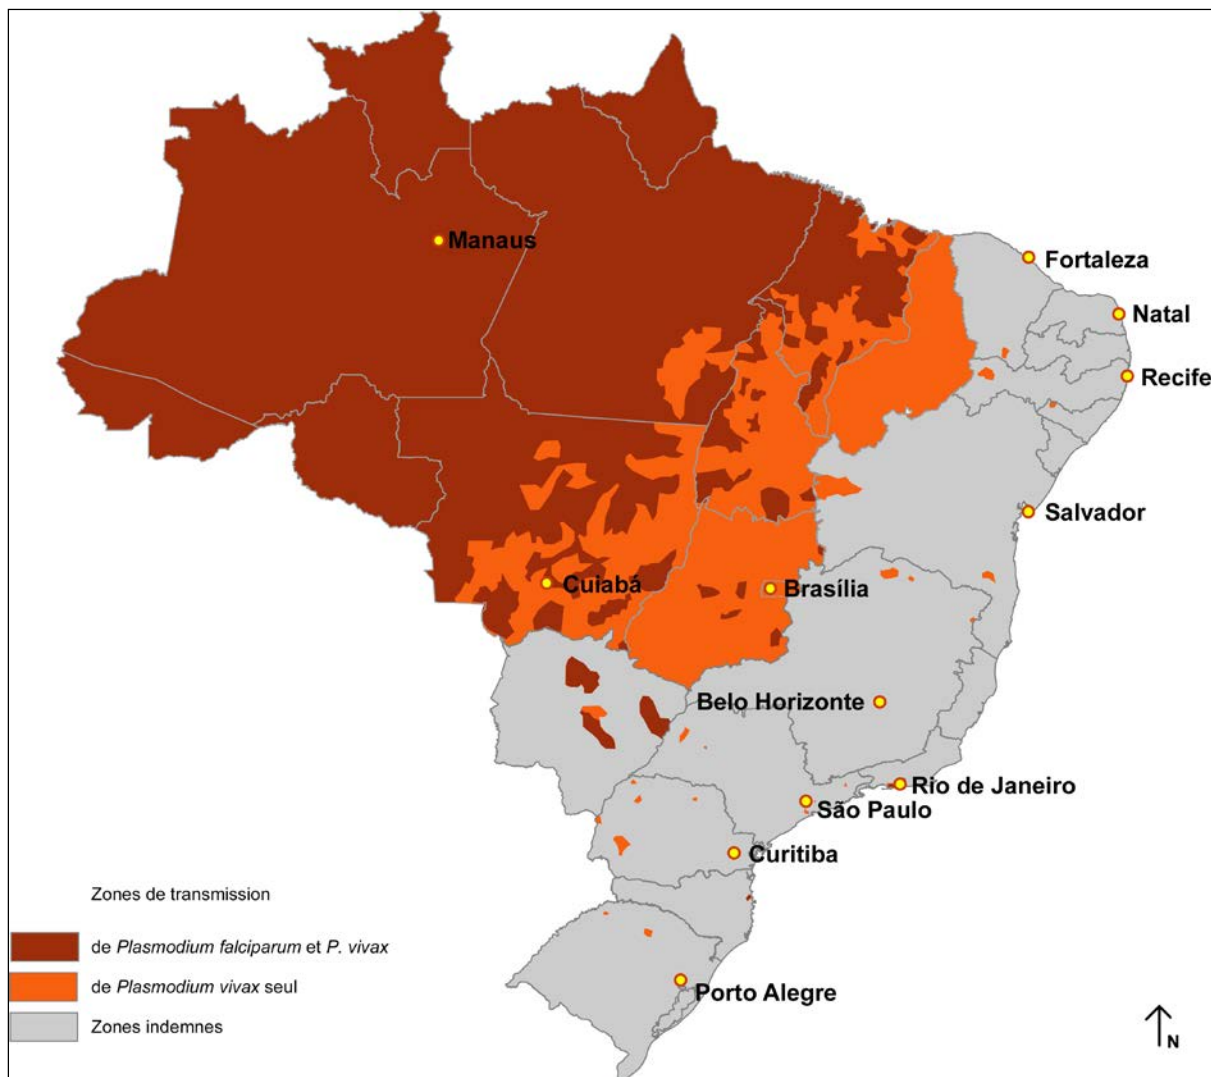 Manaus
Fortaleza
Natal
Recife
Salvador
Cuiabá
Brasília
Belo Horizonte
Rio de Janeiro
São Paulo
Curitiba
Porto Alegre
Zones de transmission
de Plasmodium falciparum et P. vivax
de Plasmodium vivax seul
Zones indemnes
N